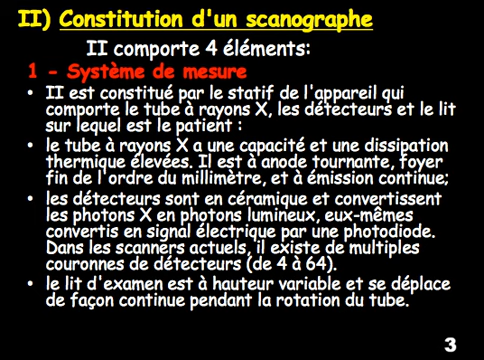 II) Constitution d'un scanographe
II comporte 4 éléments:
1 - Système de mesure
• II est constitué par le statif de l'appareil qui
comporte le tube à rayons X, les détecteurs et le lit
sur lequel est le patient :
• le tube à rayons X a une capacité et une dissipation
thermique élevées. Il est à anode tournante, foyer
fin de l'ordre du millimètre, et à émission continue;
• les détecteurs sont en céramique et convertissent
les photons X en photons lumineux, eux-mêmes
convertis en signal électrique par une photodiode.
Dans les scanners actuels, il existe de multiples
couronnes de détecteurs (de 4 à 64).
• le lit d'examen est à hauteur variable et se déplace
de façon continue pendant la rotation du tube.
3